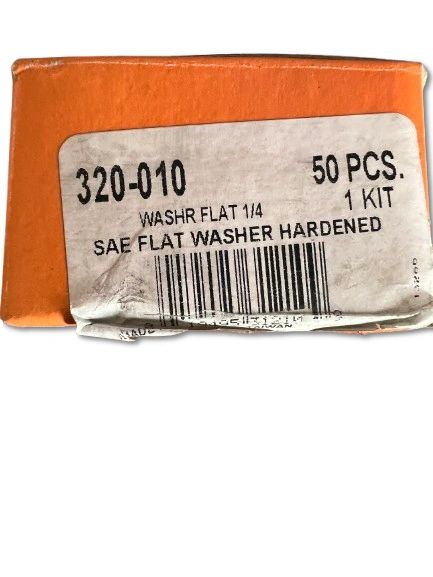 320-010
50 PCS.
1 KIT
WASHR FLAT 1/4
SAE FLAT WASHER HARDENED